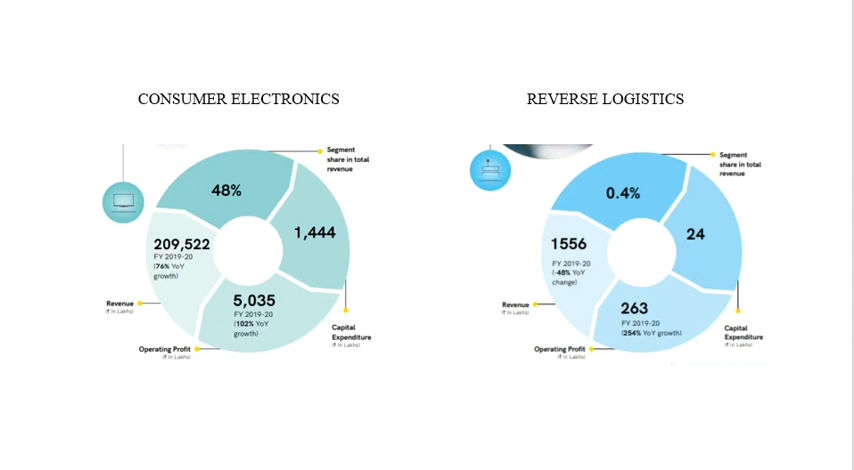 CONSUMER ELECTRONICS
Segment
share in total
revenue
48%
1,444
209,522
FY 2019-20
(76% YoY
growth)
5,035
FY 2019-20
(102% YoY
growth)
Revenue
(₹ In Lakhs)
Capital
Expenditure
(₹ In Lakhs)
Operating Profit
(₹ In Lakhs)
REVERSE LOGISTICS
Segment
share in total
revenue
0.4%
24
1556
FY 2019-20
(-48% YoY
change)
263
FY 2019-20
(254% YoY growth)
Revenue
(₹ In Lakhs)
Capital
Expenditure
(₹ In Lakhs)
Operating Profit
(₹ In Lakhs)